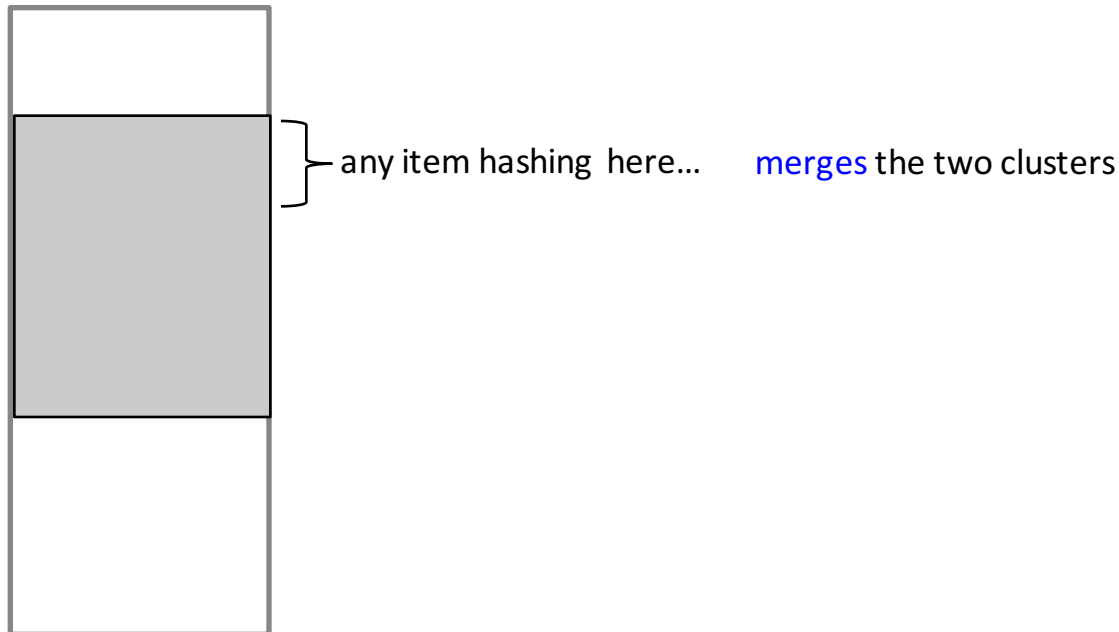 any item hashing here… merges the two clusters